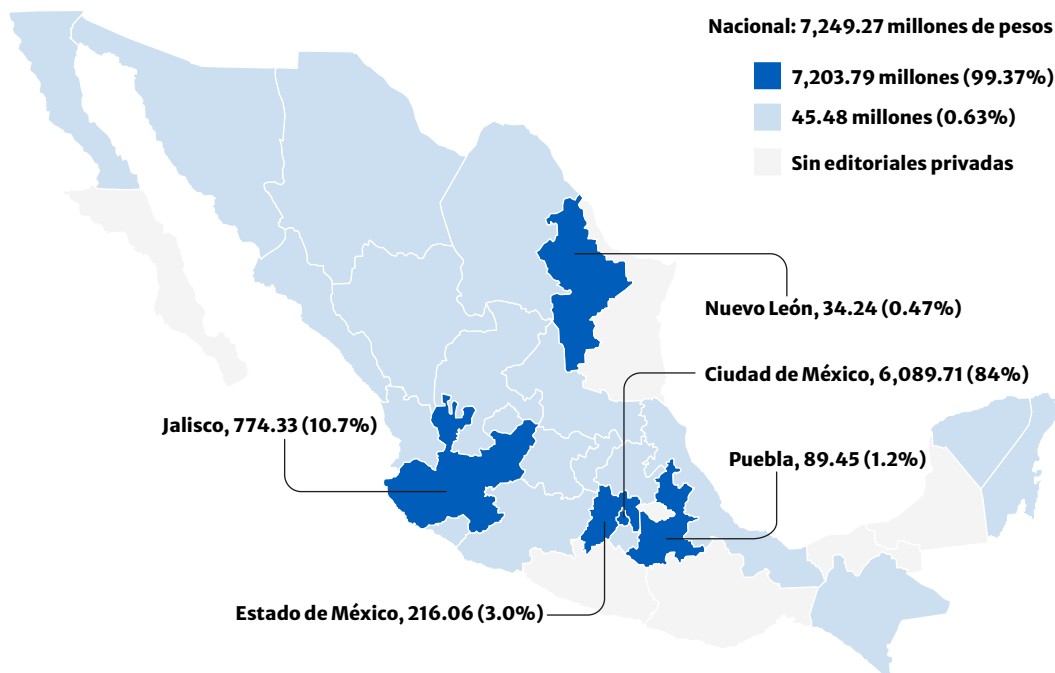 Nacional: 7,249.27 millones de pesos
7,203.79 millones (99.37%)
45.48 millones (0.63%)
Sin editoriales privadas
Nuevo León, 34.24 (0.47%)
Ciudad de México, 6,089.71 (84%)
Jalisco, 774.33 (10.7%)
Puebla, 89.45 (1.2%)
Estado de México, 216.06 (3.0%)